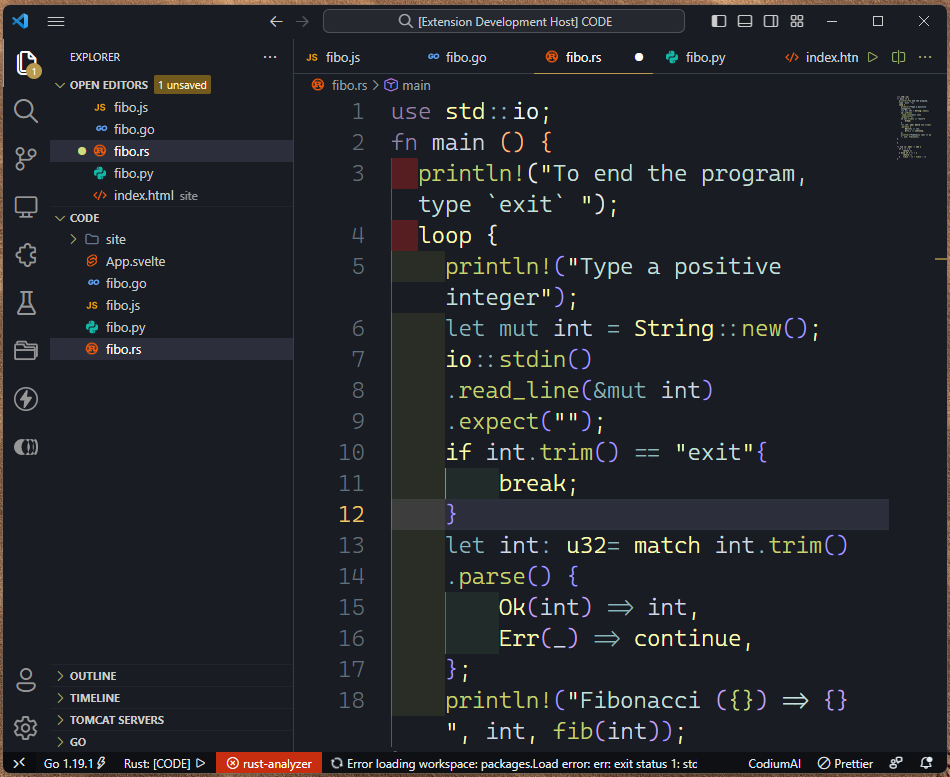 [Extension Development Host] CODE
EXPLORER
OPEN EDITORS 1 unsaved
JS fibo.js
GO fibo.go
fibo.rs
fibo.py
index.html site
CODE
site
App.svelte
GO fibo.go
JS fibo.js
fibo.py
fibo.rs
OUTLINE
TIMELINE
TOMCAT SERVERS
GO
JS fibo.js GO fibo.go fibo.rs fibo.py index.htn
fibo.rs > main
1 use std::io;
2 fn main () {
3 println!("To end the program,
type `exit` ");
4 loop {
5 println!("Type a positive
integer");
6 let mut int = String::new();
7 io::stdin()
8 .read_line(&mut int)
9 .expect("");
10 if int.trim() == "exit"{
11 break;
12 }
13 let int: u32= match int.trim()
14 .parse() {
15 Ok(int) => int,
16 Err(_) => continue,
17 };
18 println!("Fibonacci ({}) => {}
", int, fib(int));
Go 1.19.1 Rust: [CODE] rust-analyzer Error loading workspace: packages.Load error: err: exit status 1: stc CodiumAI Prettier
1